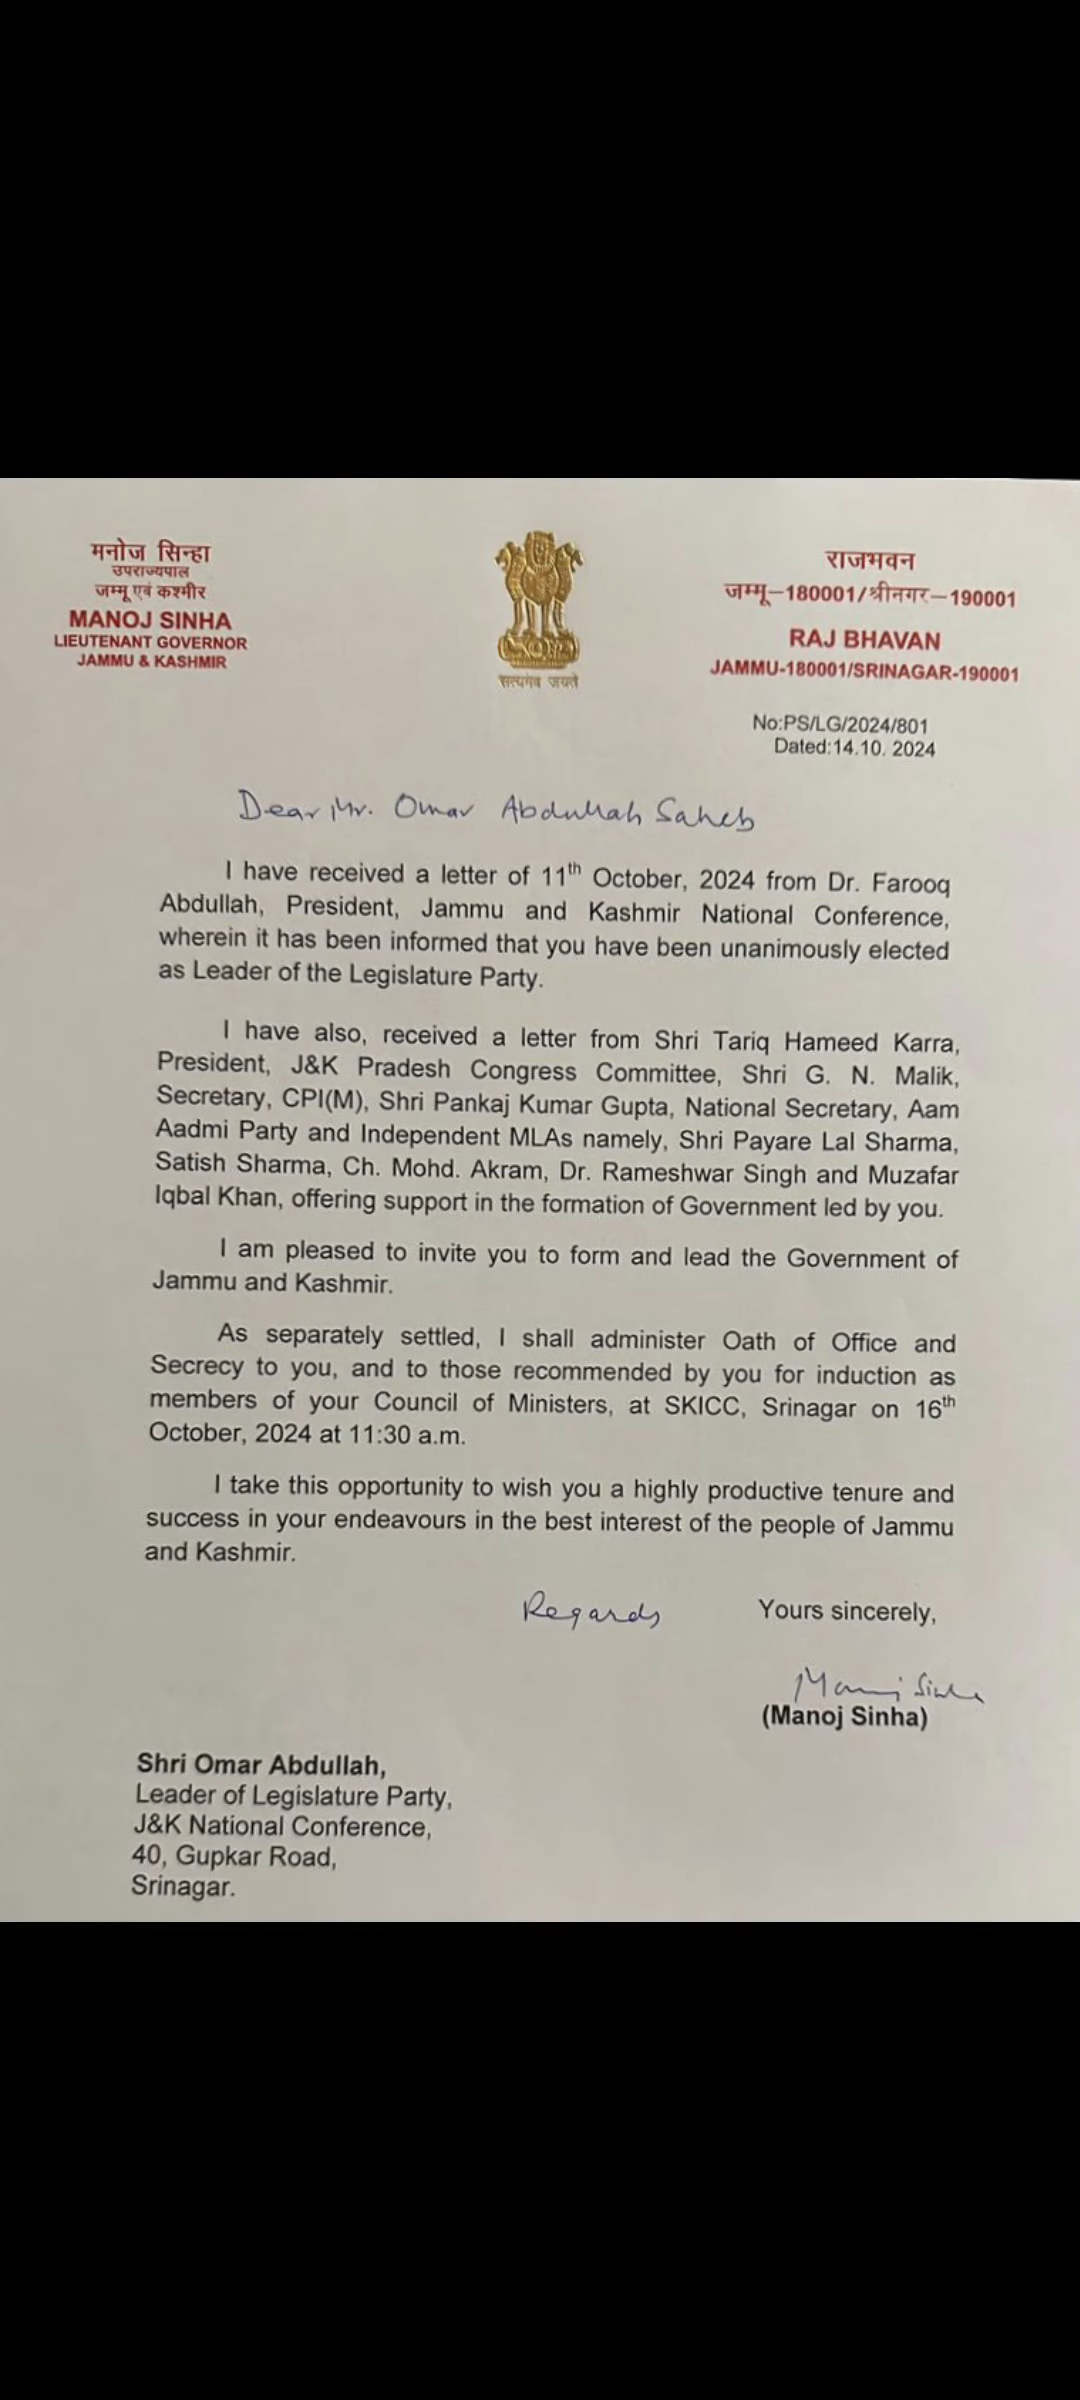 मनोज सिन्हा
उपराज्यपाल
जम्मू एवं कश्मीर
MANOJ SINHA
LIEUTENANT GOVERNOR
JAMMU & KASHMIR
सत्यमेव जयते
राजभवन
जम्मू–180001/श्रीनगर–190001
RAJ BHAVAN
JAMMU-180001/SRINAGAR-190001
No:PS/LG/2024/801
Dated:14.10. 2024
Dear Mr. Omar Abdullah Saheb
I have received a letter of 11th October, 2024 from Dr. Farooq
Abdullah, President, Jammu and Kashmir National Conference,
wherein it has been informed that you have been unanimously elected
as Leader of the Legislature Party.
I have also, received a letter from Shri Tariq Hameed Karra,
President, J&K Pradesh Congress Committee, Shri G. N. Malik,
Secretary, CPI(M), Shri Pankaj Kumar Gupta, National Secretary, Aam
Aadmi Party and Independent MLAs namely, Shri Payare Lal Sharma,
Satish Sharma, Ch. Mohd. Akram, Dr. Rameshwar Singh and Muzafar
Iqbal Khan, offering support in the formation of Government led by you.
I am pleased to invite you to form and lead the Government of
Jammu and Kashmir.
As separately settled, I shall administer Oath of Office and
Secrecy to you, and to those recommended by you for induction as
members of your Council of Ministers, at SKICC, Srinagar on 16th
October, 2024 at 11:30 a.m.
I take this opportunity to wish you a highly productive tenure and
success in your endeavours in the best interest of the people of Jammu
and Kashmir.
Regards
Yours sincerely,
Manoj Sinha
(Manoj Sinha)
Shri Omar Abdullah,
Leader of Legislature Party,
J&K National Conference,
40, Gupkar Road,
Srinagar.